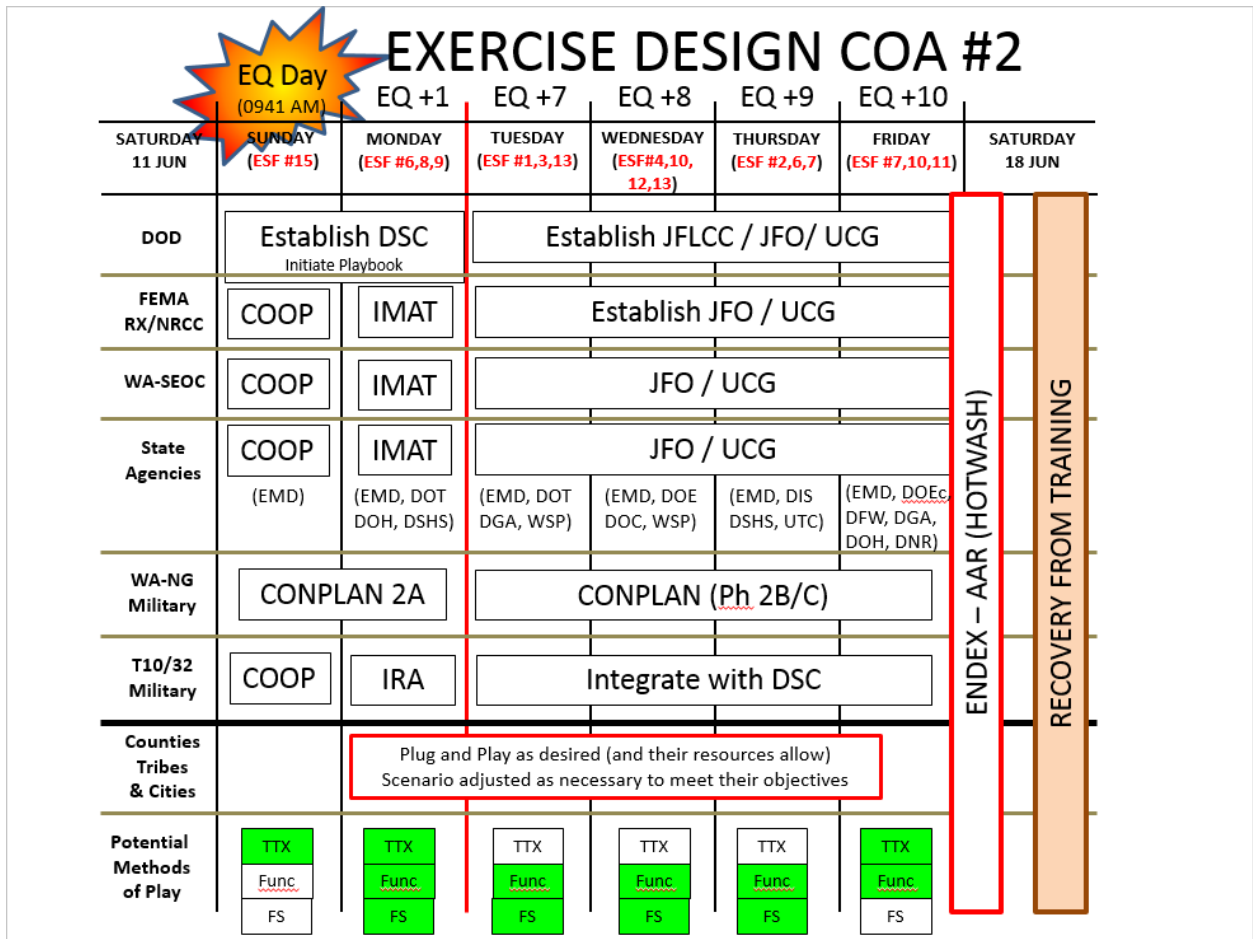 EXERCISE DESIGN COA #2
EQ Day
(0941 AM)
EQ +1
EQ +7
EQ +8
EQ +9
EQ +10
SATURDAY
11 JUN
SUNDAY
(ESF #15)
MONDAY
(ESF #6,8,9)
TUESDAY
(ESF #1,3,13)
WEDNESDAY
(ESF#4,10,
12,13)
THURSDAY
(ESF #2,6,7)
FRIDAY
(ESF #7,10,11)
SATURDAY
18 JUN
DOD
Establish DSC
Initiate Playbook
Establish JFLCC / JFO/ UCG
FEMA
RX/NRCC
COOP
IMAT
Establish JFO / UCG
WA-SEOC
COOP
IMAT
JFO / UCG
State
Agencies
COOP
IMAT
JFO / UCG
(EMD)
(EMD, DOT
DOH, DSHS)
(EMD, DOT
DGA, WSP)
(EMD, DOE
DOC, WSP)
(EMD, DIS
DSHS, UTC)
(EMD, DOEc,
DFW, DGA,
DOH, DNR)
WA-NG
Military
CONPLAN 2A
CONPLAN (Ph 2B/C)
T10/32
Military
COOP
IRA
Integrate with DSC
Counties
Tribes
& Cities
Plug and Play as desired (and their resources allow)
Scenario adjusted as necessary to meet their objectives
Potential
Methods
of Play
TTX
Func
FS
TTX
Func
FS
TTX
Func
FS
TTX
Func
FS
TTX
Func
FS
TTX
Func
FS
ENDEX – AAR (HOTWASH)
RECOVERY FROM TRAINING